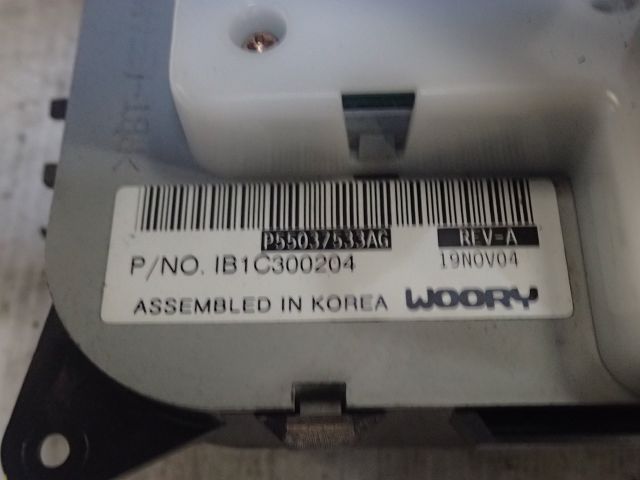 P55037533AG REV=A
P/NO. IB1C300204 19NOV04
ASSEMBLED IN KOREA WOORY